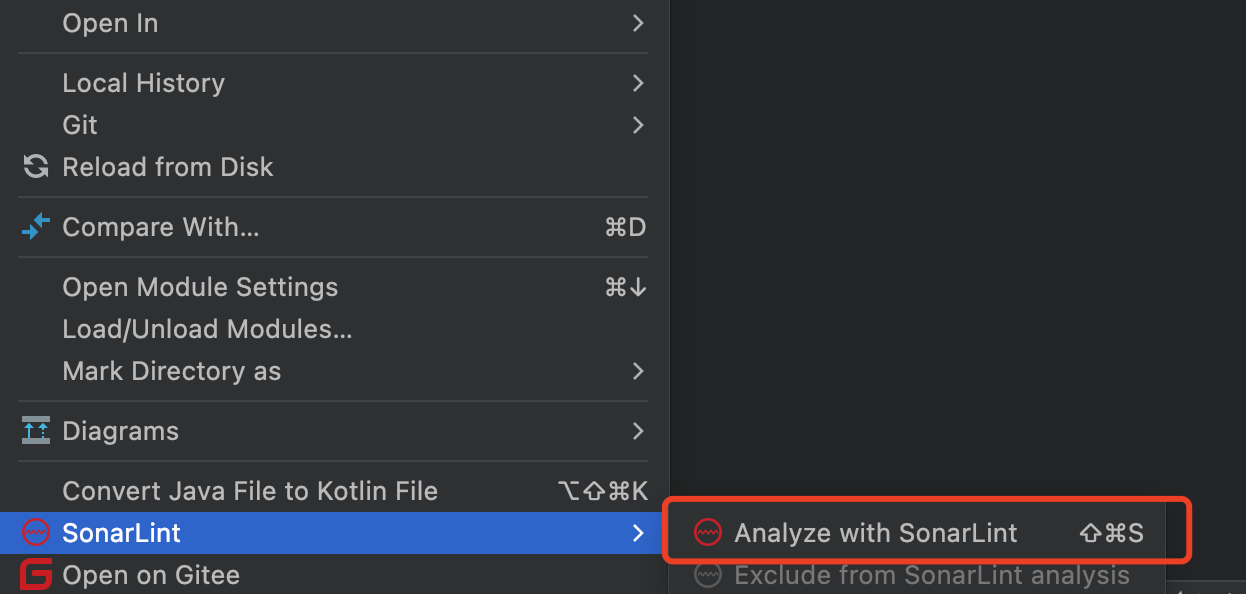 Open In
Local History
Git
Reload from Disk
Compare With... ⌘D
Open Module Settings ⌘↓
Load/Unload Modules...
Mark Directory as
Diagrams
Convert Java File to Kotlin File ⌥⇧⌘K
SonarLint
Analyze with SonarLint ⇧⌘S
Open on Gitee
Exclude from SonarLint analysis